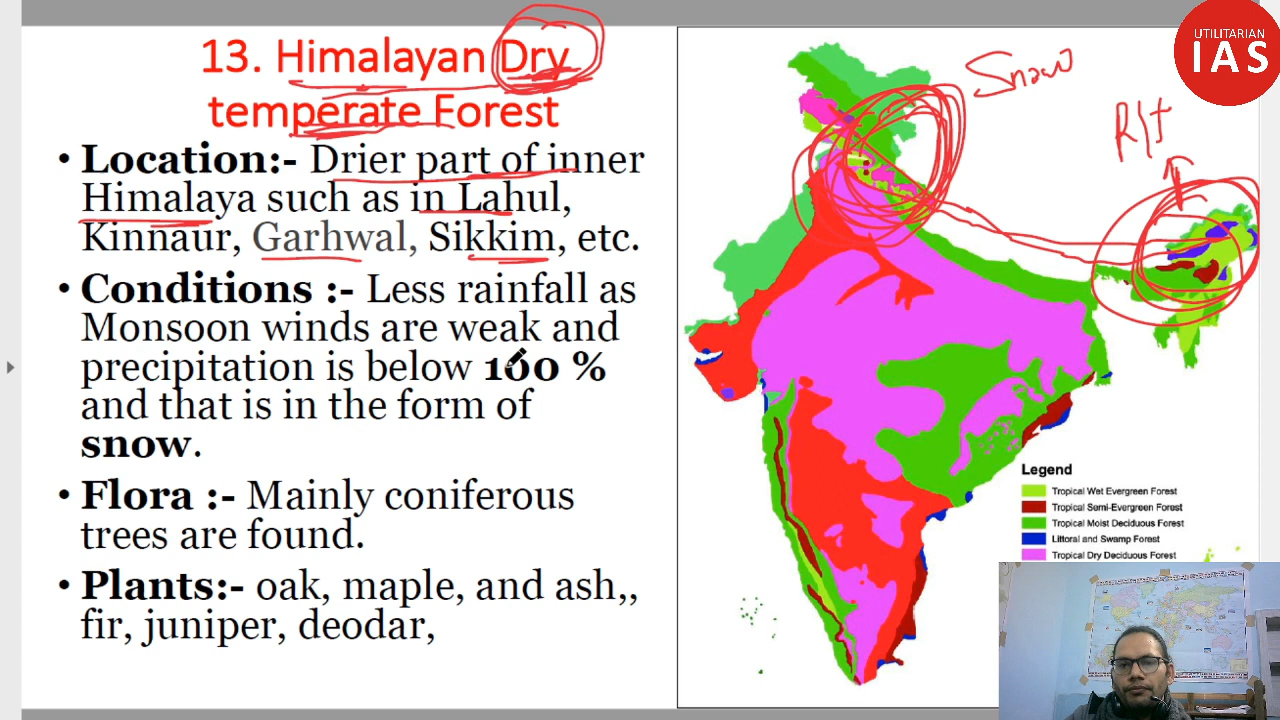 13. Himalayan Dry
temperate Forest
• Location:- Drier part of inner
Himalaya such as in Lahul,
Kinnaur, Garhwal, Sikkim, etc.
• Conditions :- Less rainfall as
Monsoon winds are weak and
precipitation is below 100 %
and that is in the form of
snow.
• Flora :- Mainly coniferous
trees are found.
• Plants:- oak, maple, and ash,,
fir, juniper, deodar,
Snow
R/f
UTILITARIAN
IAS
Legend
Tropical Wet Evergreen Forest
Tropical Semi-Evergreen Forest
Tropical Moist Deciduous Forest
Littoral and Swamp Forest
Tropical Dry Deciduous Forest